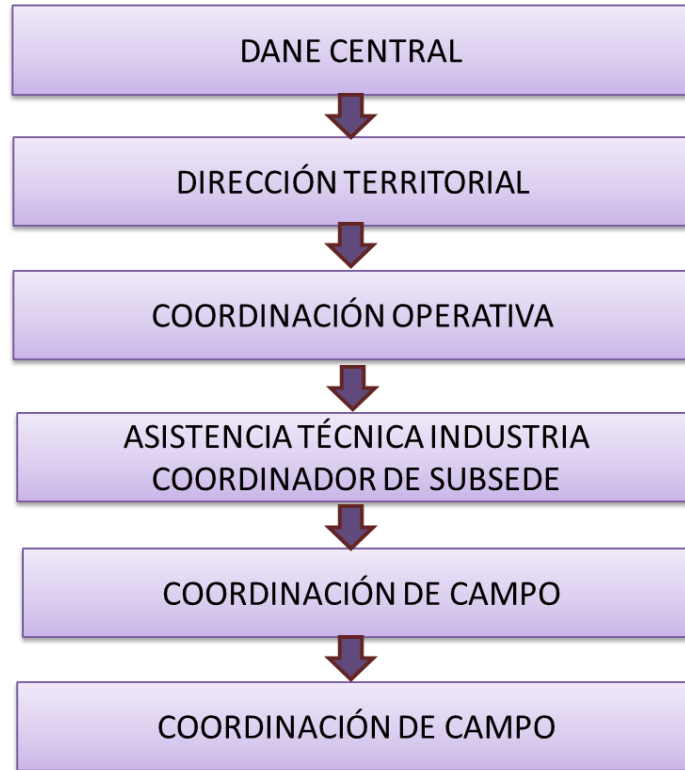 DANE CENTRAL
DIRECCIÓN TERRITORIAL
COORDINACIÓN OPERATIVA
ASISTENCIA TÉCNICA INDUSTRIA
COORDINADOR DE SUBSEDE
COORDINACIÓN DE CAMPO
COORDINACIÓN DE CAMPO